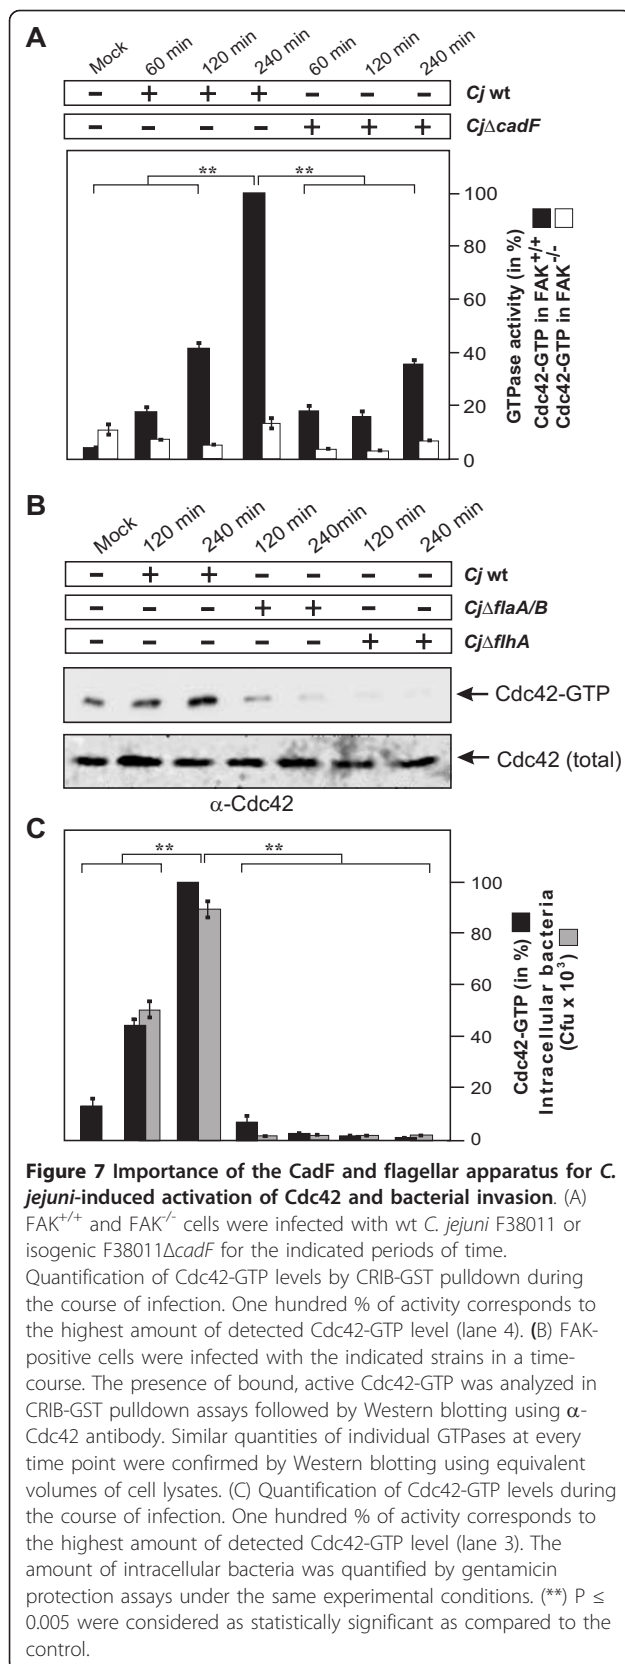 A
Mock 60 min 120 min 240 min 60 min 120 min 240 min
– + + + – – – Cj wt
– – – – + + + CjΔcadF
** **
100
80
60
40
20
0
GTPase activity (in %)
Cdc42-GTP in FAK+/+
Cdc42-GTP in FAK-/-
B
Mock 120 min 240 min 120 min 240min 120 min 240 min
– + + – – – – Cj wt
– – – + + – – CjΔflaA/B
– – – – – + + CjΔflhA
Cdc42-GTP
Cdc42 (total)
α-Cdc42
C
** **
100
80
60
40
20
0
Cdc42-GTP (in %)
Intracellular bacteria
(Cfu x 10³)
Figure 7 Importance of the CadF and flagellar apparatus for C.
jejuni-induced activation of Cdc42 and bacterial invasion. (A)
FAK+/+ and FAK-/- cells were infected with wt C. jejuni F38011 or
isogenic F38011ΔcadF for the indicated periods of time.
Quantification of Cdc42-GTP levels by CRIB-GST pulldown during
the course of infection. One hundred % of activity corresponds to
the highest amount of detected Cdc42-GTP level (lane 4). (B) FAK-
positive cells were infected with the indicated strains in a time-
course. The presence of bound, active Cdc42-GTP was analyzed in
CRIB-GST pulldown assays followed by Western blotting using α-
Cdc42 antibody. Similar quantities of individual GTPases at every
time point were confirmed by Western blotting using equivalent
volumes of cell lysates. (C) Quantification of Cdc42-GTP levels during
the course of infection. One hundred % of activity corresponds to
the highest amount of detected Cdc42-GTP level (lane 3). The
amount of intracellular bacteria was quantified by gentamicin
protection assays under the same experimental conditions. (**) P ≤
0.005 were considered as statistically significant as compared to the
control.